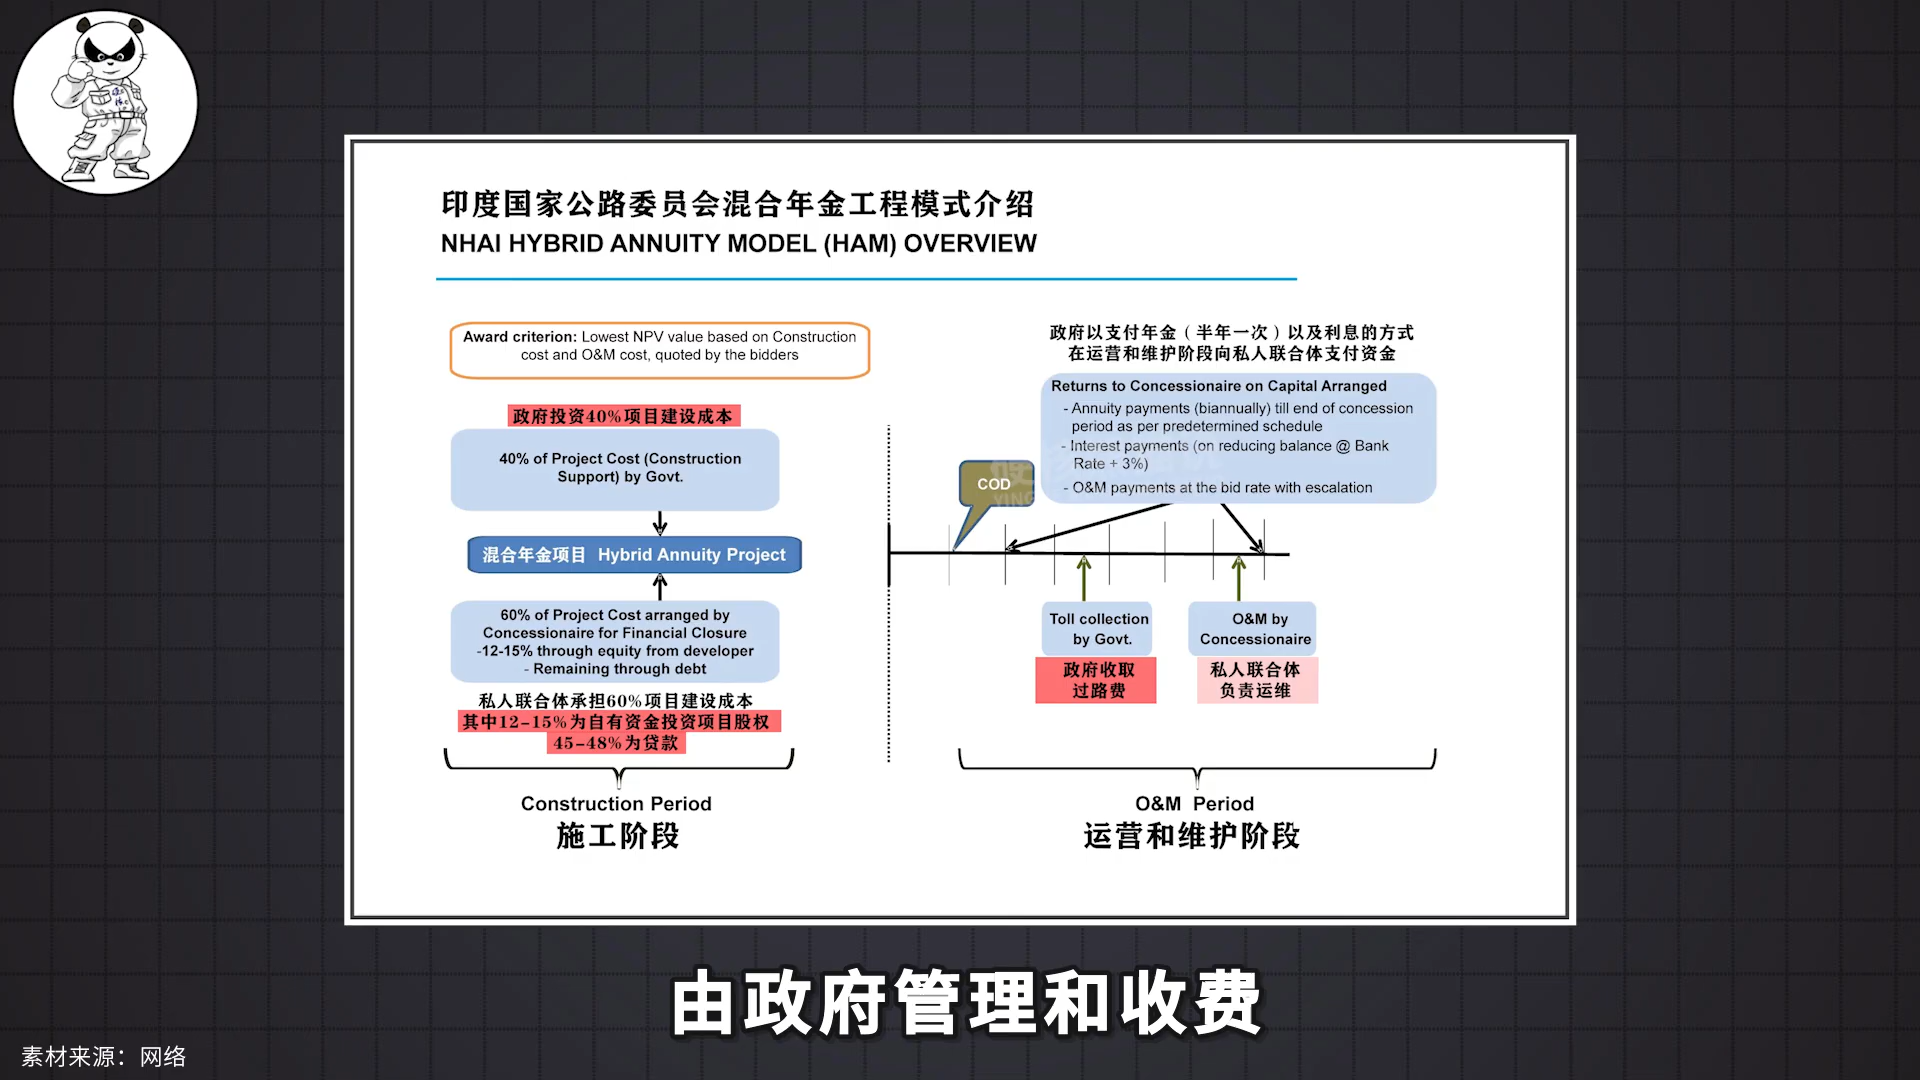 印度国家公路委员会混合年金工程模式介绍
NHAI HYBRID ANNUITY MODEL (HAM) OVERVIEW
Award criterion: Lowest NPV value based on Construction
cost and O&M cost, quoted by the bidders
政府投资40%项目建设成本
40% of Project Cost (Construction
Support) by Govt.
混合年金项目 Hybrid Annuity Project
60% of Project Cost arranged by
Concessionaire for Financial Closure
-12-15% through equity from developer
- Remaining through debt
私人联合体承担60%项目建设成本
其中12-15%为自有资金投资项目股权
45-48%为贷款
Construction Period
施工阶段
政府以支付年金（半年一次）以及利息的方式
在运营和维护阶段向私人联合体支付资金
Returns to Concessionaire on Capital Arranged
- Annuity payments (biannually) till end of concession
period as per predetermined schedule
- Interest payments (on reducing balance @ Bank
Rate + 3%)
- O&M payments at the bid rate with escalation
COD
Toll collection
by Govt.
政府收取
过路费
O&M by
Concessionaire
私人联合体
负责运维
O&M Period
运营和维护阶段
由政府管理和收费
素材来源：网络